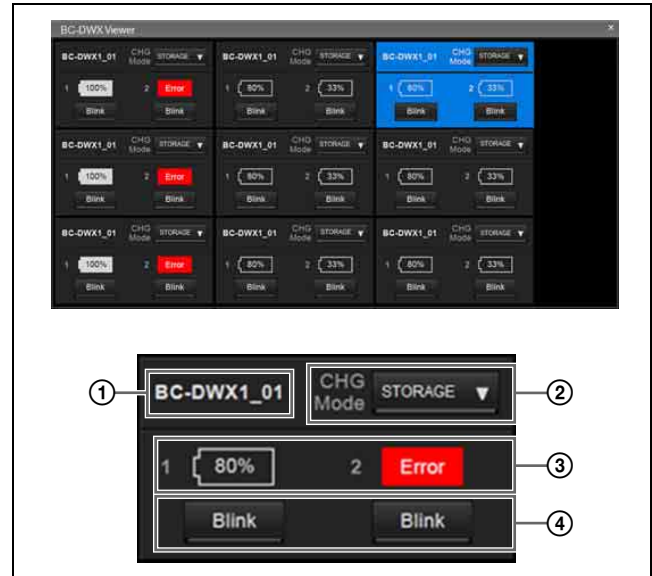 BC-DWX Viewer ×
BC-DWX1_01 CHG Mode STORAGE ▼ BC-DWX1_01 CHG Mode STORAGE ▼ BC-DWX1_01 CHG Mode STORAGE ▼
1 100% 2 Error 1 80% 2 33% 1 80% 2 33%
Blink Blink Blink Blink Blink Blink
BC-DWX1_01 CHG Mode STORAGE ▼ BC-DWX1_01 CHG Mode STORAGE ▼ BC-DWX1_01 CHG Mode STORAGE ▼
1 100% 2 Error 1 80% 2 33% 1 80% 2 33%
Blink Blink Blink Blink Blink Blink
BC-DWX1_01 CHG Mode STORAGE ▼ BC-DWX1_01 CHG Mode STORAGE ▼ BC-DWX1_01 CHG Mode STORAGE ▼
1 100% 2 Error 1 80% 2 33% 1 80% 2 33%
Blink Blink Blink Blink Blink Blink
① BC-DWX1_01 CHG Mode STORAGE ▼ ②
1 80% 2 Error ③
Blink Blink ④